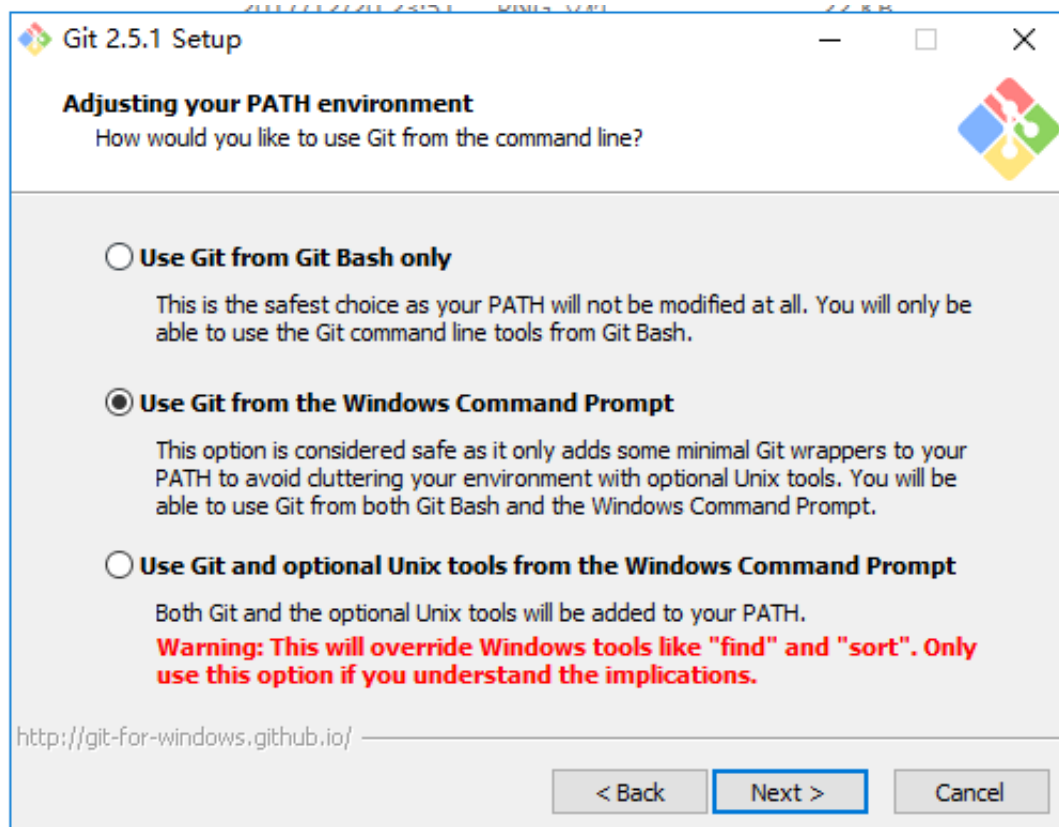 Git 2.5.1 Setup
Adjusting your PATH environment
How would you like to use Git from the command line?
Use Git from Git Bash only
This is the safest choice as your PATH will not be modified at all. You will only be
able to use the Git command line tools from Git Bash.
Use Git from the Windows Command Prompt
This option is considered safe as it only adds some minimal Git wrappers to your
PATH to avoid cluttering your environment with optional Unix tools. You will be
able to use Git from both Git Bash and the Windows Command Prompt.
Use Git and optional Unix tools from the Windows Command Prompt
Both Git and the optional Unix tools will be added to your PATH.
Warning: This will override Windows tools like "find" and "sort". Only
use this option if you understand the implications.
http://git-for-windows.github.io/
< Back Next > Cancel